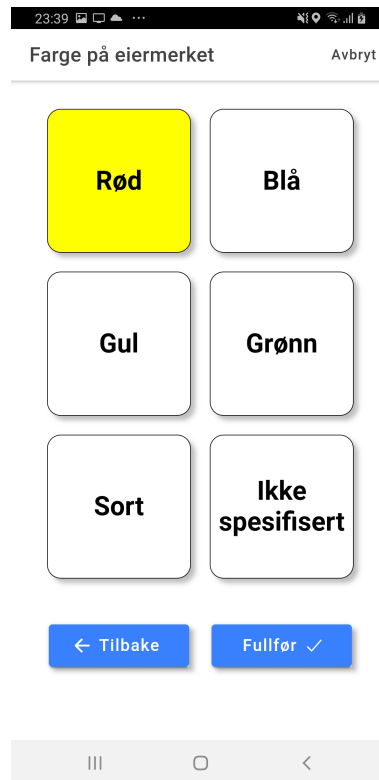 23:39
Farge på eiermerket
Avbryt
Rød
Blå
Gul
Grønn
Sort
Ikke
spesifisert
Tilbake
Fullfør